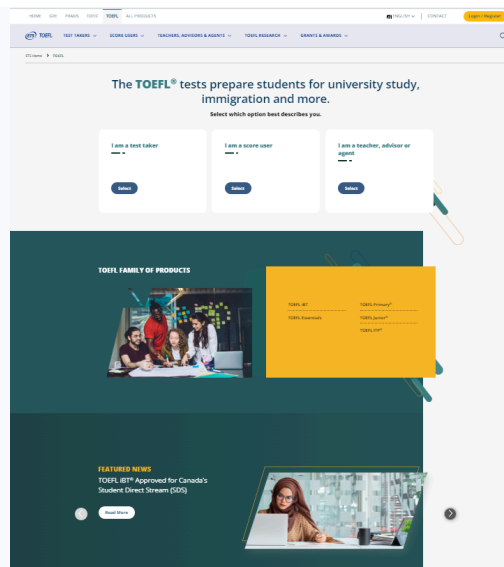 HOME GRE PRAXIS TOEIC TOEFL ALL PRODUCTS ENGLISH CONTACT Login / Register
ets TOEFL TEST TAKERS SCORE USERS TEACHERS, ADVISORS & AGENTS TOEFL RESEARCH GRANTS & AWARDS
ETS Home > TOEFL
The TOEFL® tests prepare students for university study,
immigration and more.
Select which option best describes you.
I am a test taker
Select
I am a score user
Select
I am a teacher, advisor or
agent
Select
TOEFL FAMILY OF PRODUCTS
TOEFL iBT
TOEFL Essentials
TOEFL Primary®
TOEFL Junior®
TOEFL ITP®
FEATURED NEWS
TOEFL iBT® Approved for Canada's
Student Direct Stream (SDS)
Read More